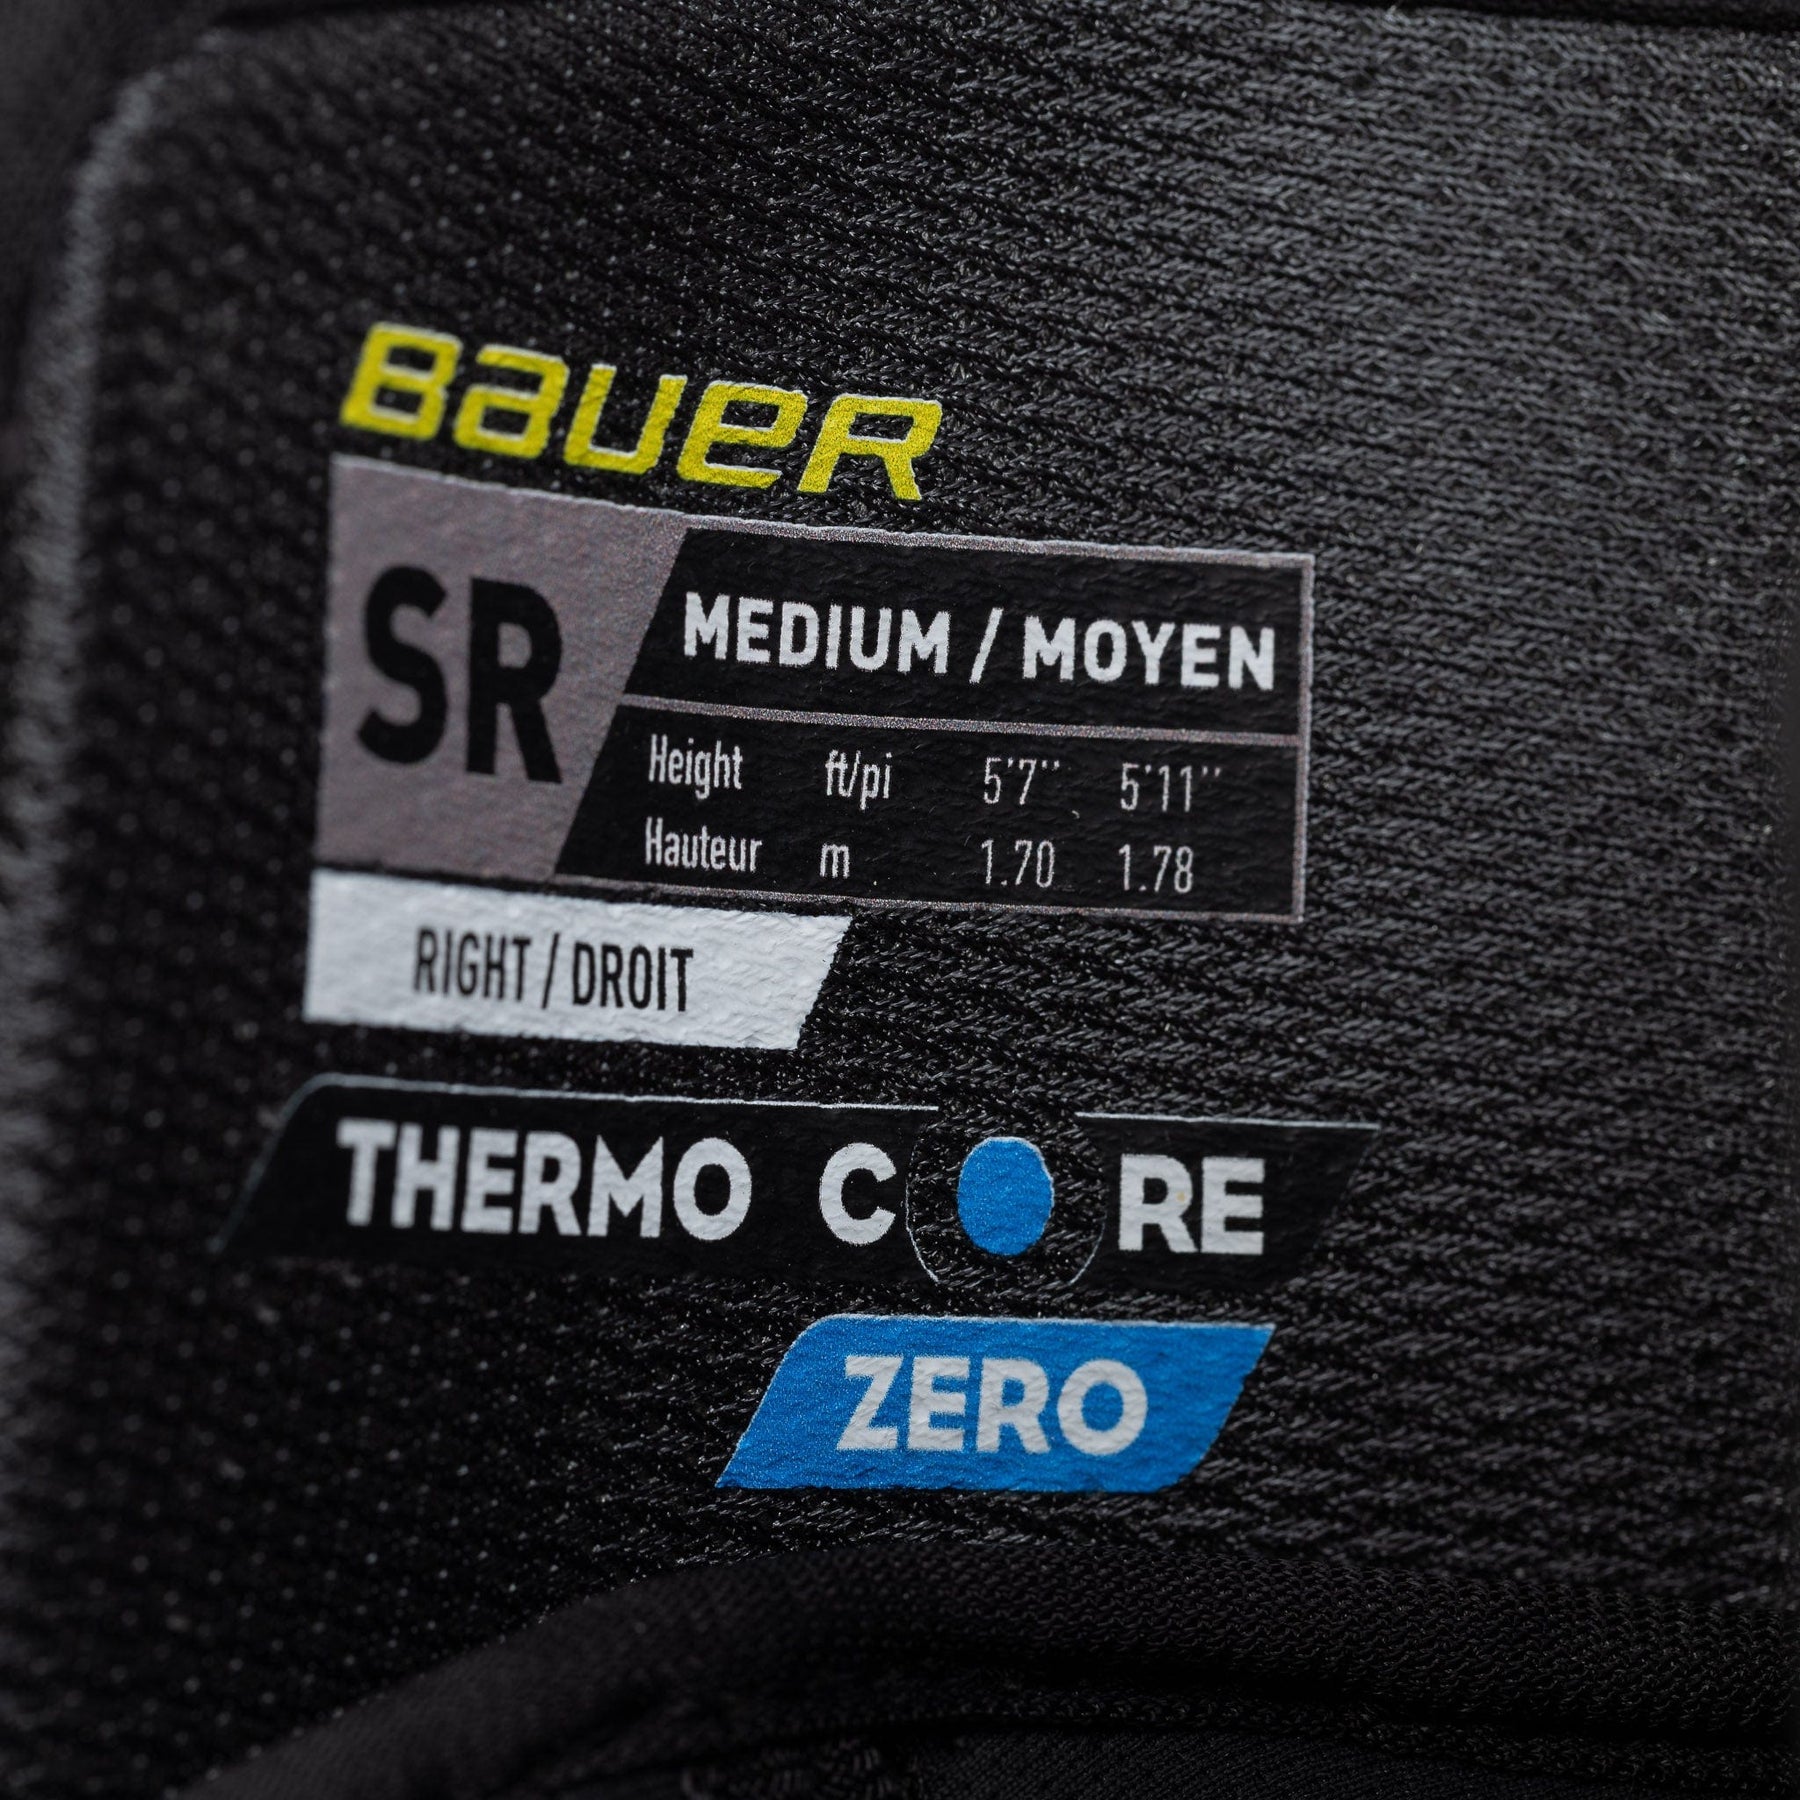 BAUER
SR
MEDIUM / MOYEN
Height ft/pi 5'7'' 5'11''
Hauteur m 1.70 1.78
RIGHT / DROIT
THERMO CORE
ZERO